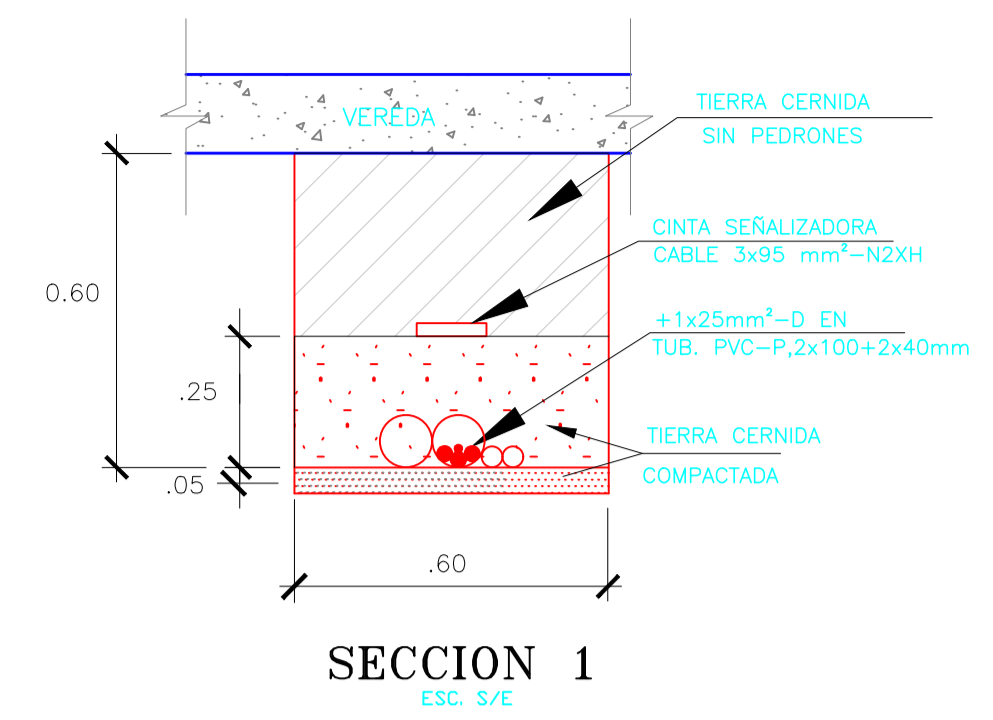 VEREDA
TIERRA CERNIDA
SIN PEDRONES
CINTA SEÑALIZADORA
CABLE 3x95 mm²-N2XH
0.60
+1x25mm²-D EN
TUB. PVC-P,2x100+2x40mm
.25
TIERRA CERNIDA
COMPACTADA
.05
.60
SECCION 1
ESC. S/E